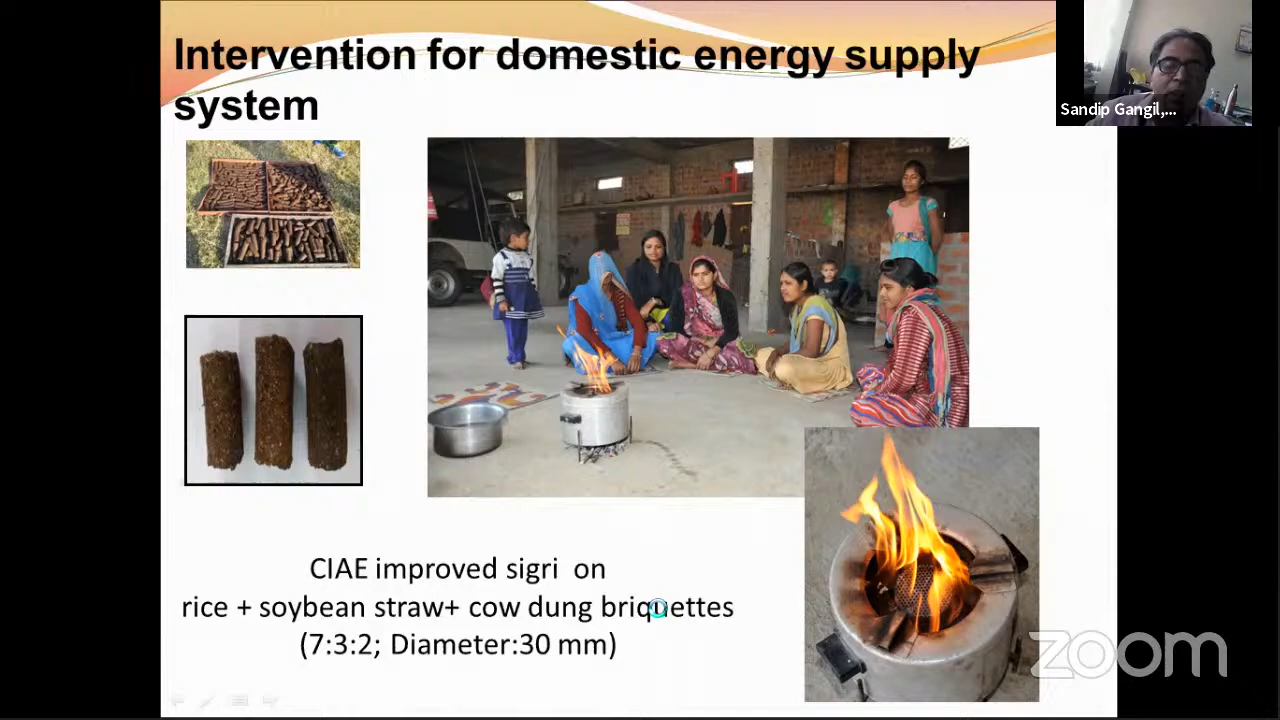 Intervention for domestic energy supply
system
Sandip Gangil,...
CIAE improved sigri on
rice + soybean straw+ cow dung briquettes
(7:3:2; Diameter:30 mm)
zoom